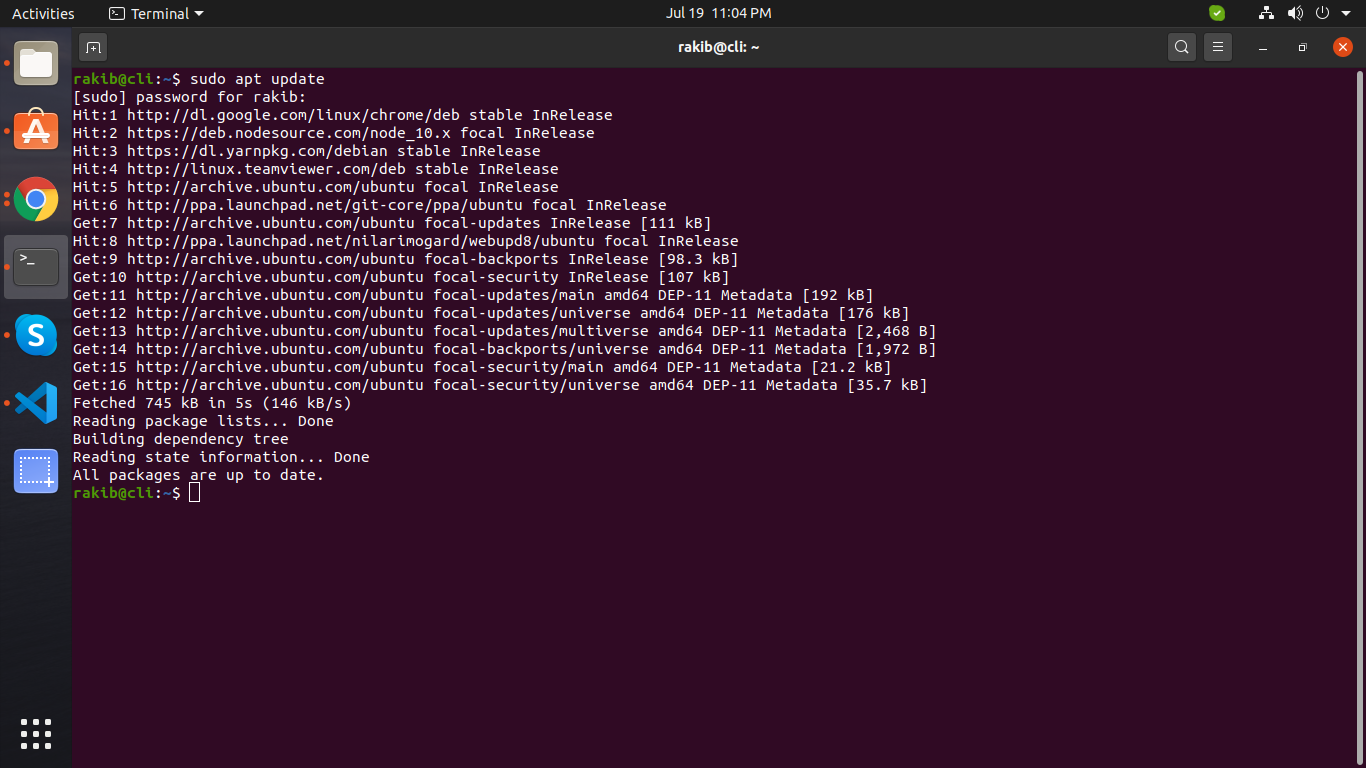 Activities Terminal Jul 19 11:04 PM
rakib@cli: ~
rakib@cli:~$ sudo apt update
[sudo] password for rakib:
Hit:1 http://dl.google.com/linux/chrome/deb stable InRelease
Hit:2 https://deb.nodesource.com/node_10.x focal InRelease
Hit:3 https://dl.yarnpkg.com/debian stable InRelease
Hit:4 http://linux.teamviewer.com/deb stable InRelease
Hit:5 http://archive.ubuntu.com/ubuntu focal InRelease
Hit:6 http://ppa.launchpad.net/git-core/ppa/ubuntu focal InRelease
Get:7 http://archive.ubuntu.com/ubuntu focal-updates InRelease [111 kB]
Hit:8 http://ppa.launchpad.net/nilarimogard/webupd8/ubuntu focal InRelease
Get:9 http://archive.ubuntu.com/ubuntu focal-backports InRelease [98.3 kB]
Get:10 http://archive.ubuntu.com/ubuntu focal-security InRelease [107 kB]
Get:11 http://archive.ubuntu.com/ubuntu focal-updates/main amd64 DEP-11 Metadata [192 kB]
Get:12 http://archive.ubuntu.com/ubuntu focal-updates/universe amd64 DEP-11 Metadata [176 kB]
Get:13 http://archive.ubuntu.com/ubuntu focal-updates/multiverse amd64 DEP-11 Metadata [2,468 B]
Get:14 http://archive.ubuntu.com/ubuntu focal-backports/universe amd64 DEP-11 Metadata [1,972 B]
Get:15 http://archive.ubuntu.com/ubuntu focal-security/main amd64 DEP-11 Metadata [21.2 kB]
Get:16 http://archive.ubuntu.com/ubuntu focal-security/universe amd64 DEP-11 Metadata [35.7 kB]
Fetched 745 kB in 5s (146 kB/s)
Reading package lists... Done
Building dependency tree
Reading state information... Done
All packages are up to date.
rakib@cli:~$